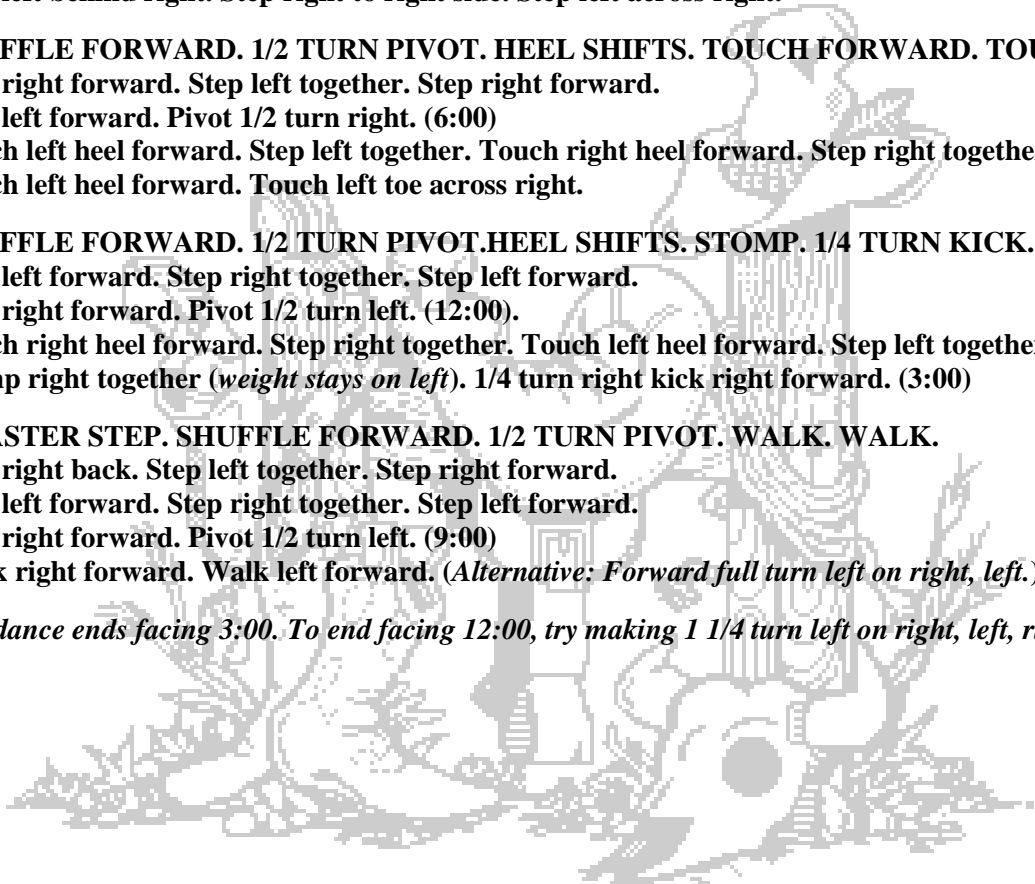 left behind right. Step right to right side. Step left across right.
FFLE FORWARD. 1/2 TURN PIVOT. HEEL SHIFTS. TOUCH FORWARD. TOU
right forward. Step left together. Step right forward.
left forward. Pivot 1/2 turn right. (6:00)
ch left heel forward. Step left together. Touch right heel forward. Step right togethe
ch left heel forward. Touch left toe across right.
FFLE FORWARD. 1/2 TURN PIVOT.HEEL SHIFTS. STOMP. 1/4 TURN KICK.
left forward. Step right together. Step left forward.
right forward. Pivot 1/2 turn left. (12:00).
ch right heel forward. Step right together. Touch left heel forward. Step left together
mp right together (weight stays on left). 1/4 turn right kick right forward. (3:00)
ASTER STEP. SHUFFLE FORWARD. 1/2 TURN PIVOT. WALK. WALK.
right back. Step left together. Step right forward.
left forward. Step right together. Step left forward.
right forward. Pivot 1/2 turn left. (9:00)
k right forward. Walk left forward. (Alternative: Forward full turn left on right, left.)
dance ends facing 3:00. To end facing 12:00, try making 1 1/4 turn left on right, left, r